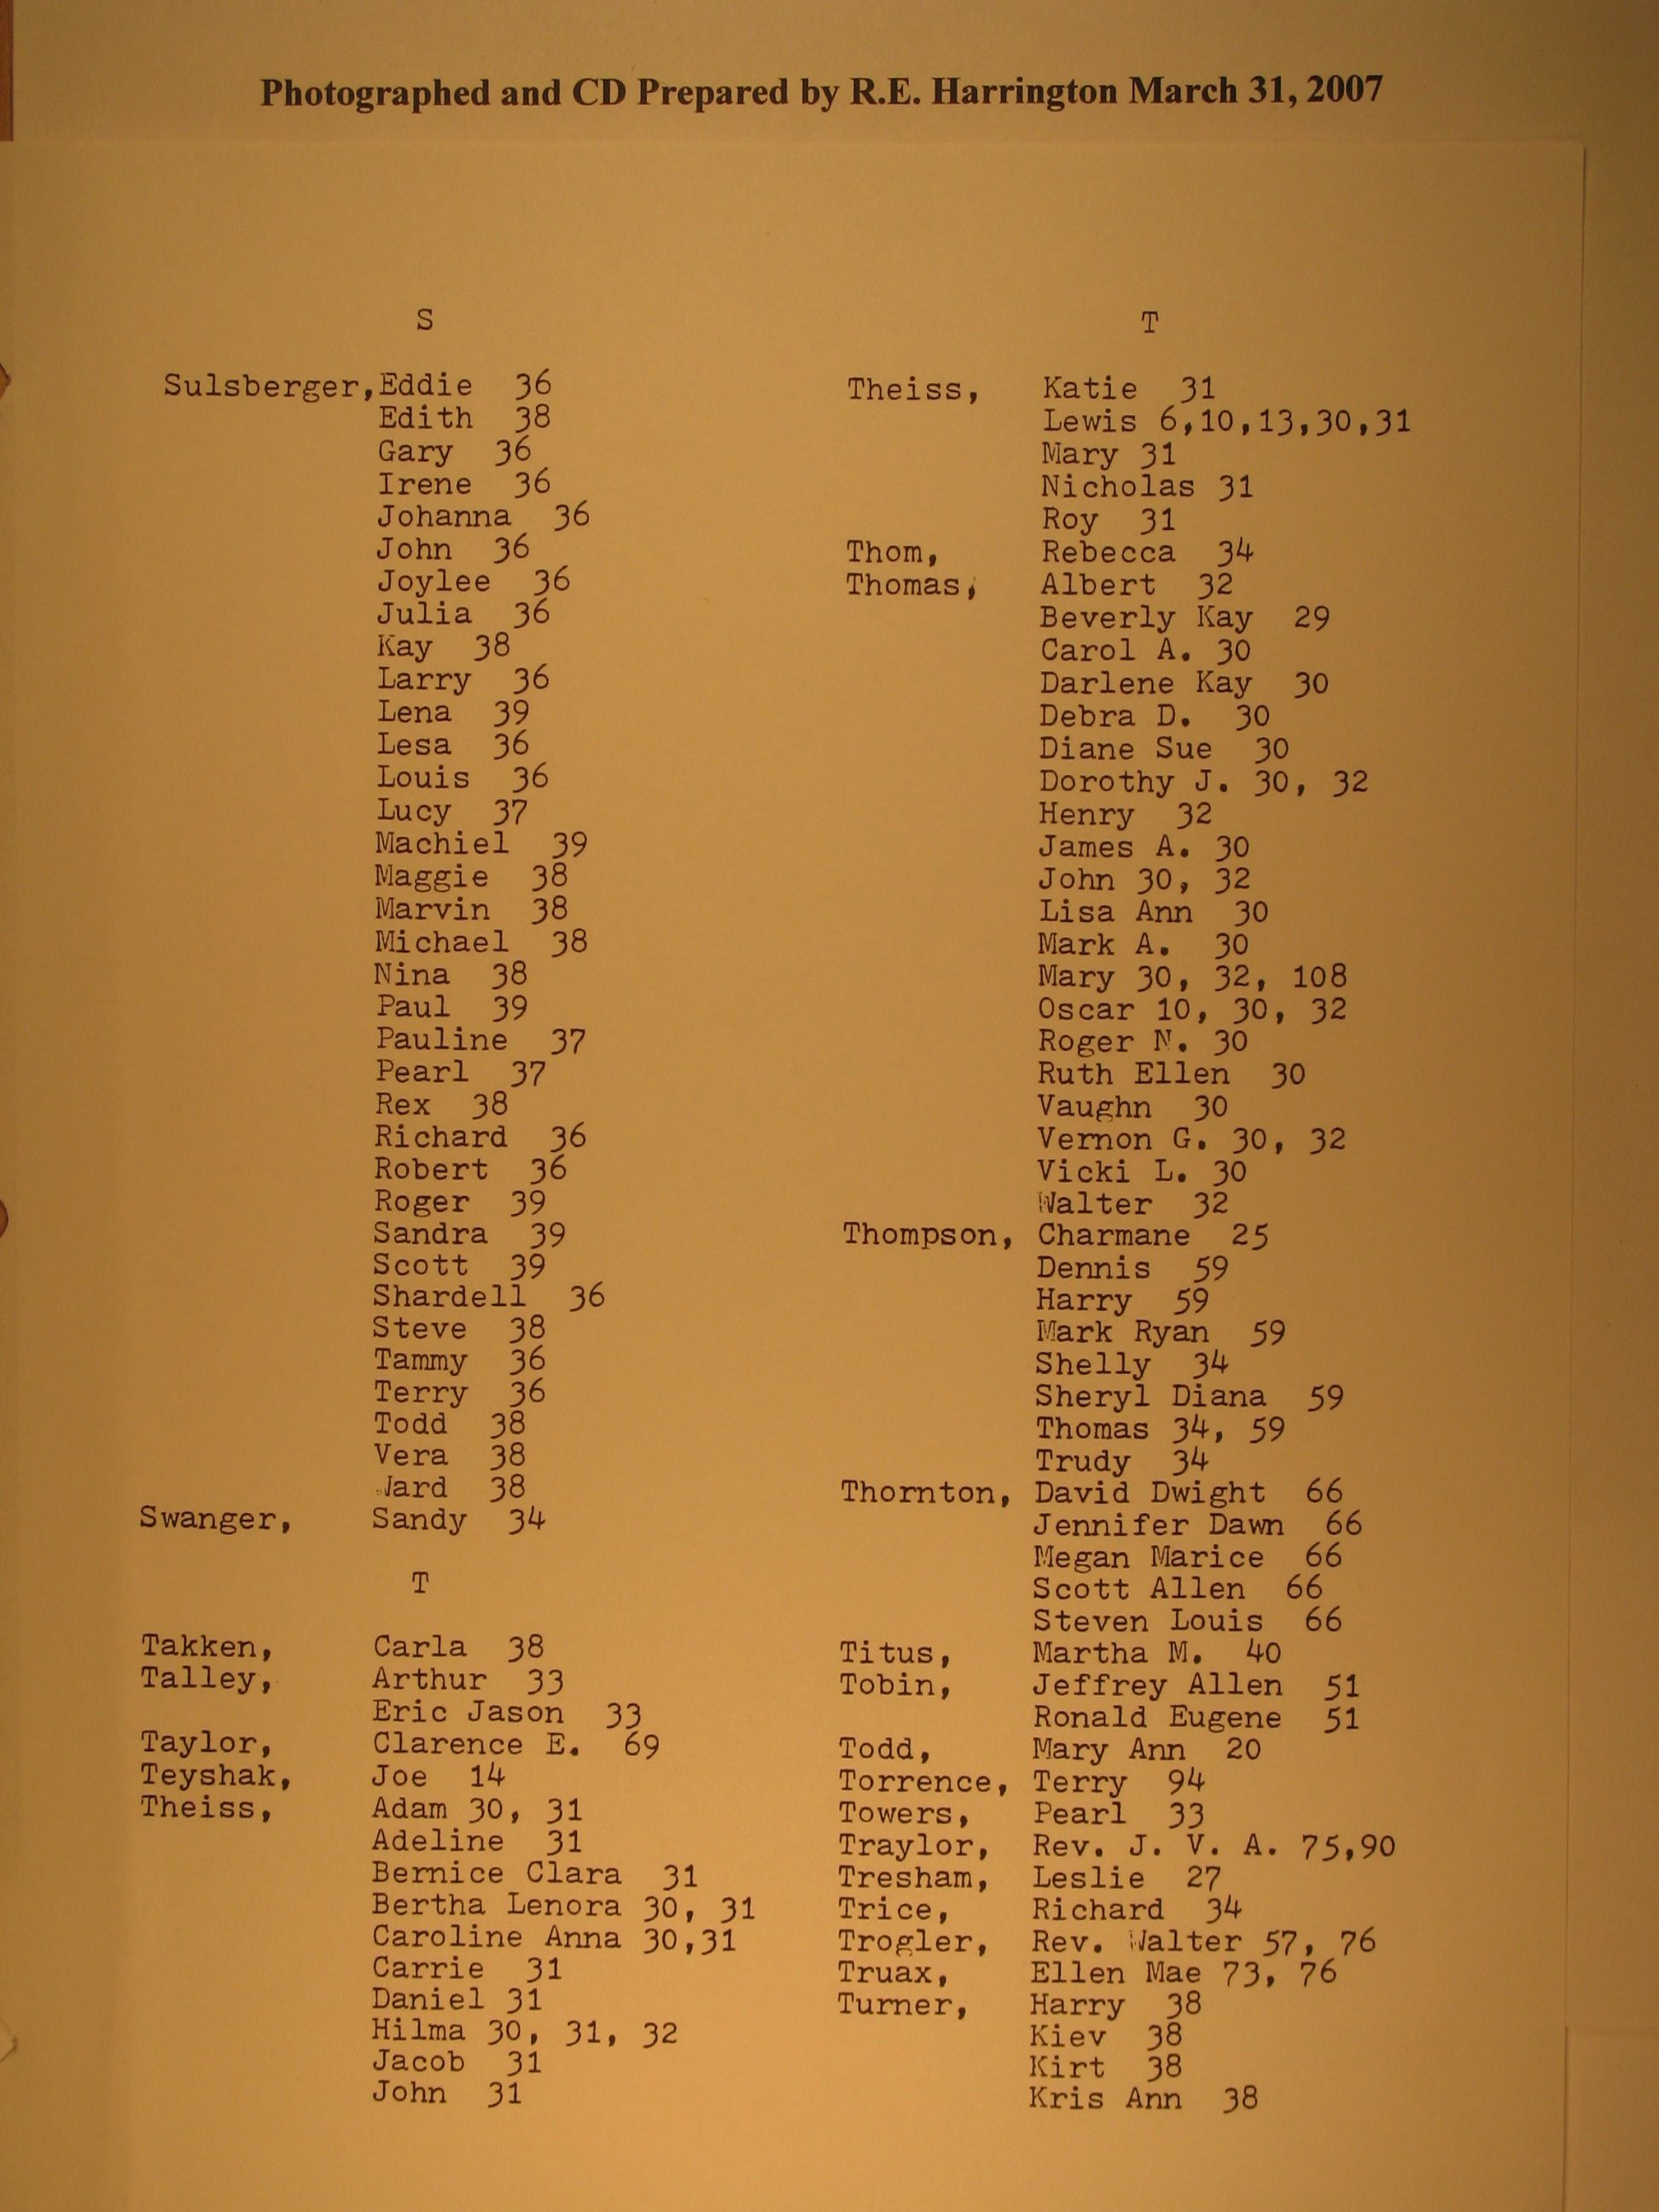 Photographed and CD Prepared by R.E. Harrington March 31, 2007
S
Sulsberger, Eddie 36
Edith 38
Gary 36
Irene 36
Johanna 36
John 36
Joylee 36
Julia 36
Kay 38
Larry 36
Lena 39
Lesa 36
Louis 36
Lucy 37
Machiel 39
Maggie 38
Marvin 38
Michael 38
Nina 38
Paul 39
Pauline 37
Pearl 37
Rex 38
Richard 36
Robert 36
Roger 39
Sandra 39
Scott 39
Shardell 36
Steve 38
Tammy 36
Terry 36
Todd 38
Vera 38
Ward 38
Swanger, Sandy 34
T
Takken, Carla 38
Talley, Arthur 33
Eric Jason 33
Taylor, Clarence E. 69
Teyshak, Joe 14
Theiss, Adam 30, 31
Adeline 31
Bernice Clara 31
Bertha Lenora 30, 31
Caroline Anna 30,31
Carrie 31
Daniel 31
Hilma 30, 31, 32
Jacob 31
John 31
T
Theiss, Katie 31
Lewis 6,10,13,30,31
Mary 31
Nicholas 31
Roy 31
Thom, Rebecca 34
Thomas, Albert 32
Beverly Kay 29
Carol A. 30
Darlene Kay 30
Debra D. 30
Diane Sue 30
Dorothy J. 30, 32
Henry 32
James A. 30
John 30, 32
Lisa Ann 30
Mark A. 30
Mary 30, 32, 108
Oscar 10, 30, 32
Roger N. 30
Ruth Ellen 30
Vaughn 30
Vernon G. 30, 32
Vicki L. 30
Walter 32
Thompson, Charmane 25
Dennis 59
Harry 59
Mark Ryan 59
Shelly 34
Sheryl Diana 59
Thomas 34, 59
Trudy 34
Thornton, David Dwight 66
Jennifer Dawn 66
Megan Marice 66
Scott Allen 66
Steven Louis 66
Titus, Martha M. 40
Tobin, Jeffrey Allen 51
Ronald Eugene 51
Todd, Mary Ann 20
Torrence, Terry 94
Towers, Pearl 33
Traylor, Rev. J. V. A. 75,90
Tresham, Leslie 27
Trice, Richard 34
Trogler, Rev. Walter 57, 76
Truax, Ellen Mae 73, 76
Turner, Harry 38
Kiev 38
Kirt 38
Kris Ann 38